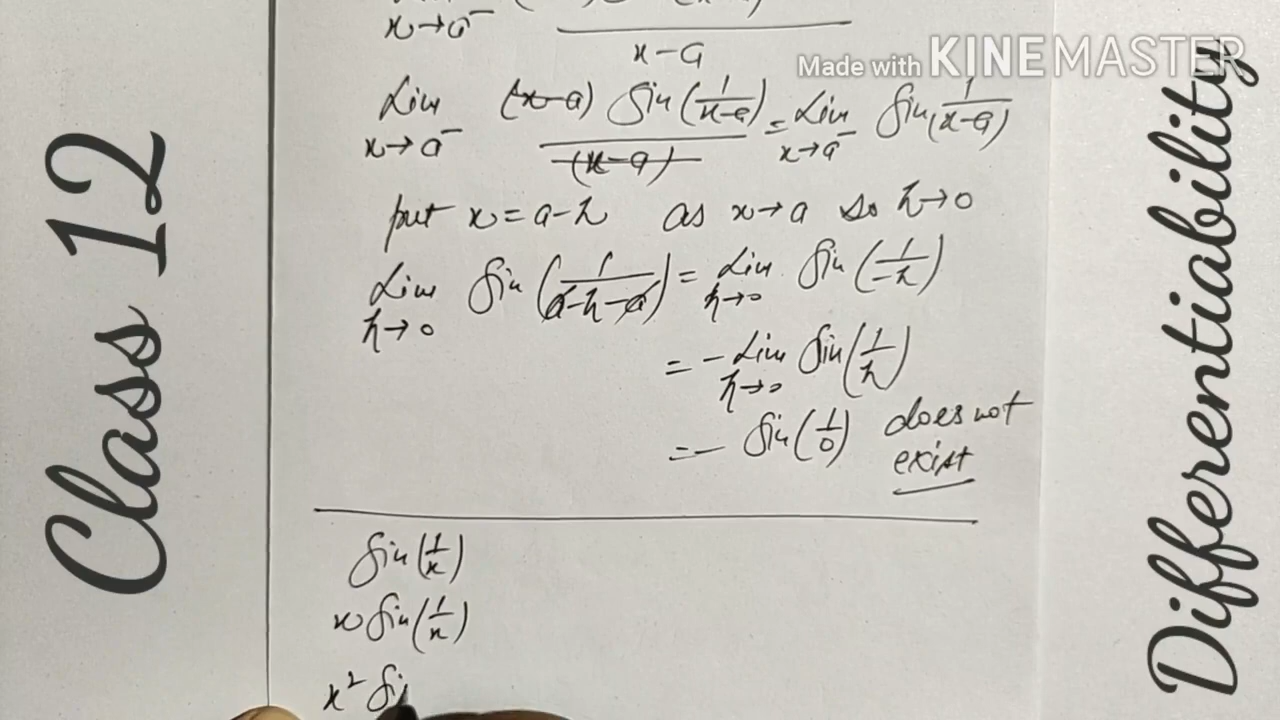 x→a⁻
x-a
Made with KINEMASTER
Lim x→a⁻ (x-a) Sin(1/(x-a)) / (x-a) = Lim x→a⁻ Sin 1/(x-a)
put x = a-h as x→a so h→0
Lim h→0 Sin(1/(a-h-a)) = Lim h→0 Sin(1/-h)
= -Lim h→0 Sin(1/h)
= - Sin(1/0) does not
exist
Sin(1/x)
x Sin(1/x)
x² Si
Class 12
Differentiability